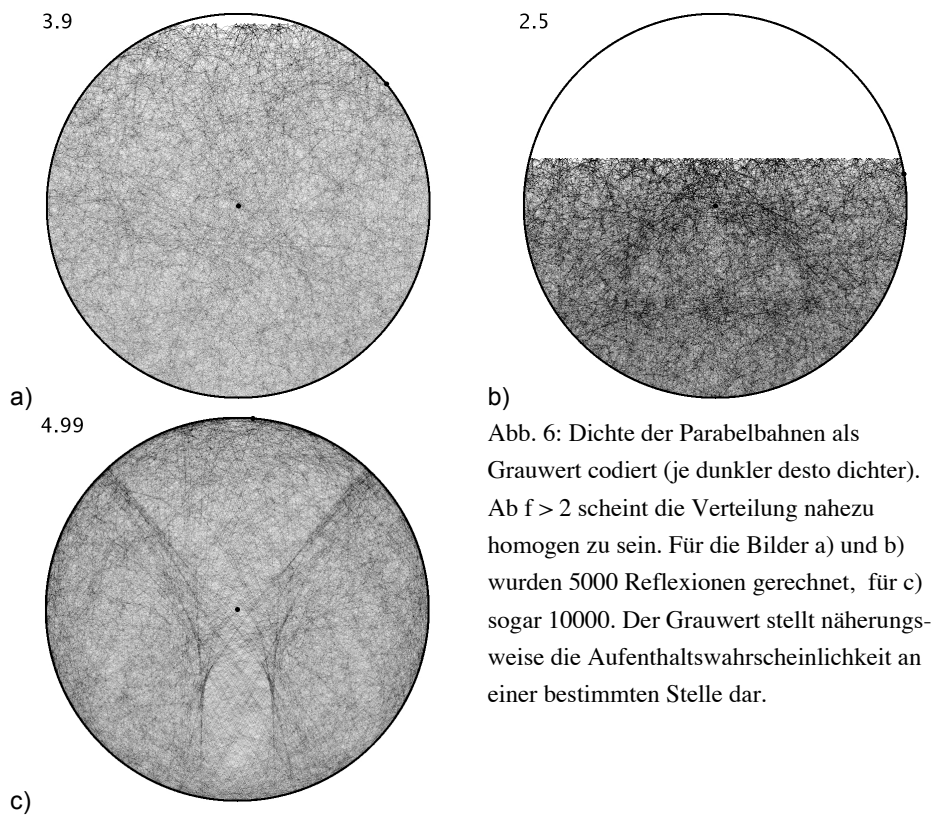 3.9
2.5
a)
b)
4.99
Abb. 6: Dichte der Parabelbahnen als
Grauwert codiert (je dunkler desto dichter).
Ab f > 2 scheint die Verteilung nahezu
homogen zu sein. Für die Bilder a) und b)
wurden 5000 Reflexionen gerechnet, für c)
sogar 10000. Der Grauwert stellt näherungs-
weise die Aufenthaltswahrscheinlichkeit an
einer bestimmten Stelle dar.
c)